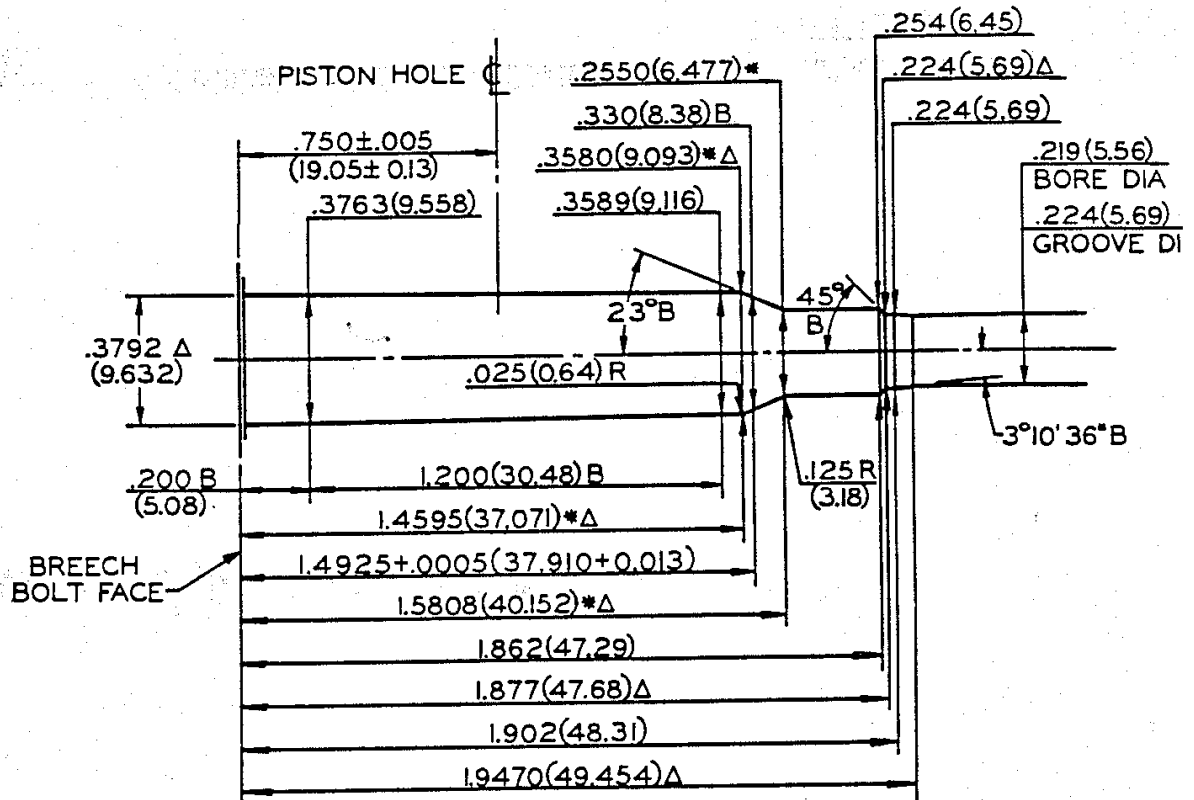 .254(6.45)
PISTON HOLE ℄
.2550(6.477)*
.224(5.69)Δ
.330(8.38)B
.224(5.69)
.750±.005
(19.05± 0.13)
.3580(9.093)*Δ
.219(5.56)
BORE DIA
.3763(9.558)
.3589(9.116)
.224(5.69)
GROOVE DI
23°B
45°
B
.3792 Δ
(9.632)
.025(0.64) R
3°10'36"B
.200 B
(5.08)
1.200(30.48)B
.125 R
(3.18)
1.4595(37.071)*Δ
BREECH
BOLT FACE
1.4925+.0005(37.910+0.013)
1.5808(40.152)*Δ
1.862(47.29)
1.877(47.68)Δ
1.902(48.31)
1.9470(49.454)Δ